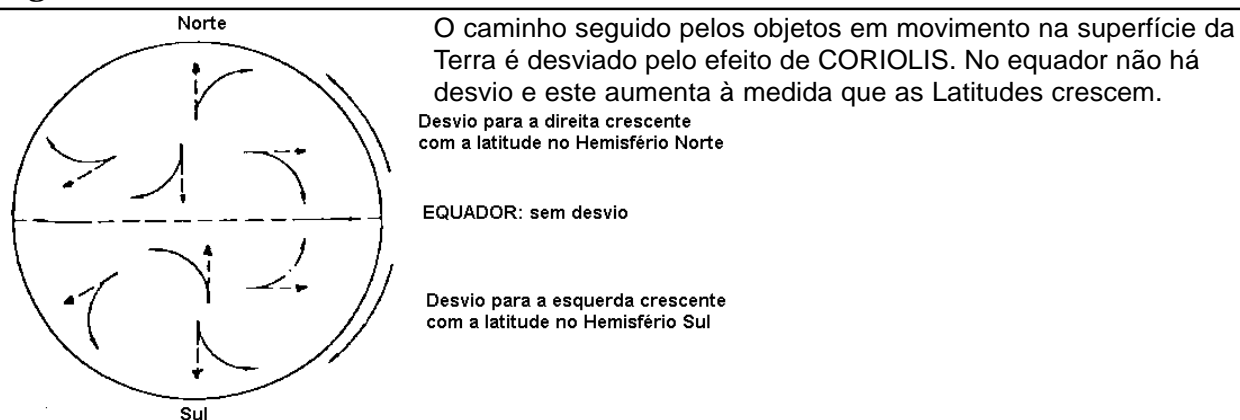 Norte
O caminho seguido pelos objetos em movimento na superfície da
Terra é desviado pelo efeito de CORIOLIS. No equador não há
desvio e este aumenta à medida que as Latitudes crescem.
Desvio para a direita crescente
com a latitude no Hemisfério Norte
EQUADOR: sem desvio
Desvio para a esquerda crescente
com a latitude no Hemisfério Sul
Sul